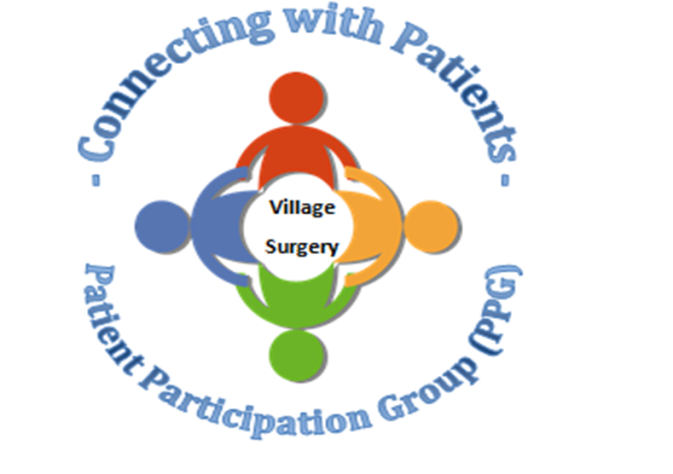 - Connecting with Patients -
Village
Surgery
Patient Participation Group (PPG)